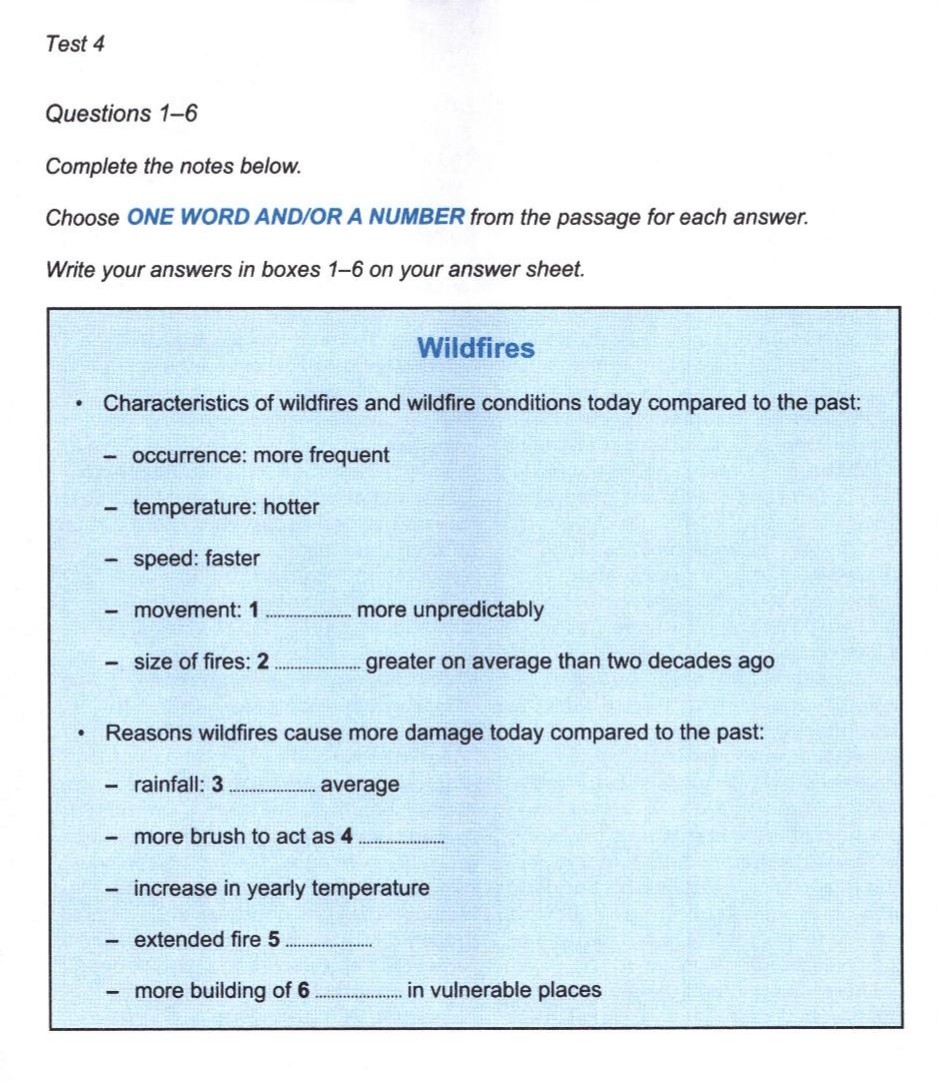 Test 4
Questions 1–6
Complete the notes below.
Choose ONE WORD AND/OR A NUMBER from the passage for each answer.
Write your answers in boxes 1–6 on your answer sheet.
Wildfires
• Characteristics of wildfires and wildfire conditions today compared to the past:
– occurrence: more frequent
– temperature: hotter
– speed: faster
– movement: 1 .................... more unpredictably
– size of fires: 2 .................... greater on average than two decades ago
• Reasons wildfires cause more damage today compared to the past:
– rainfall: 3 .................... average
– more brush to act as 4 ....................
– increase in yearly temperature
– extended fire 5 ....................
– more building of 6 .................... in vulnerable places